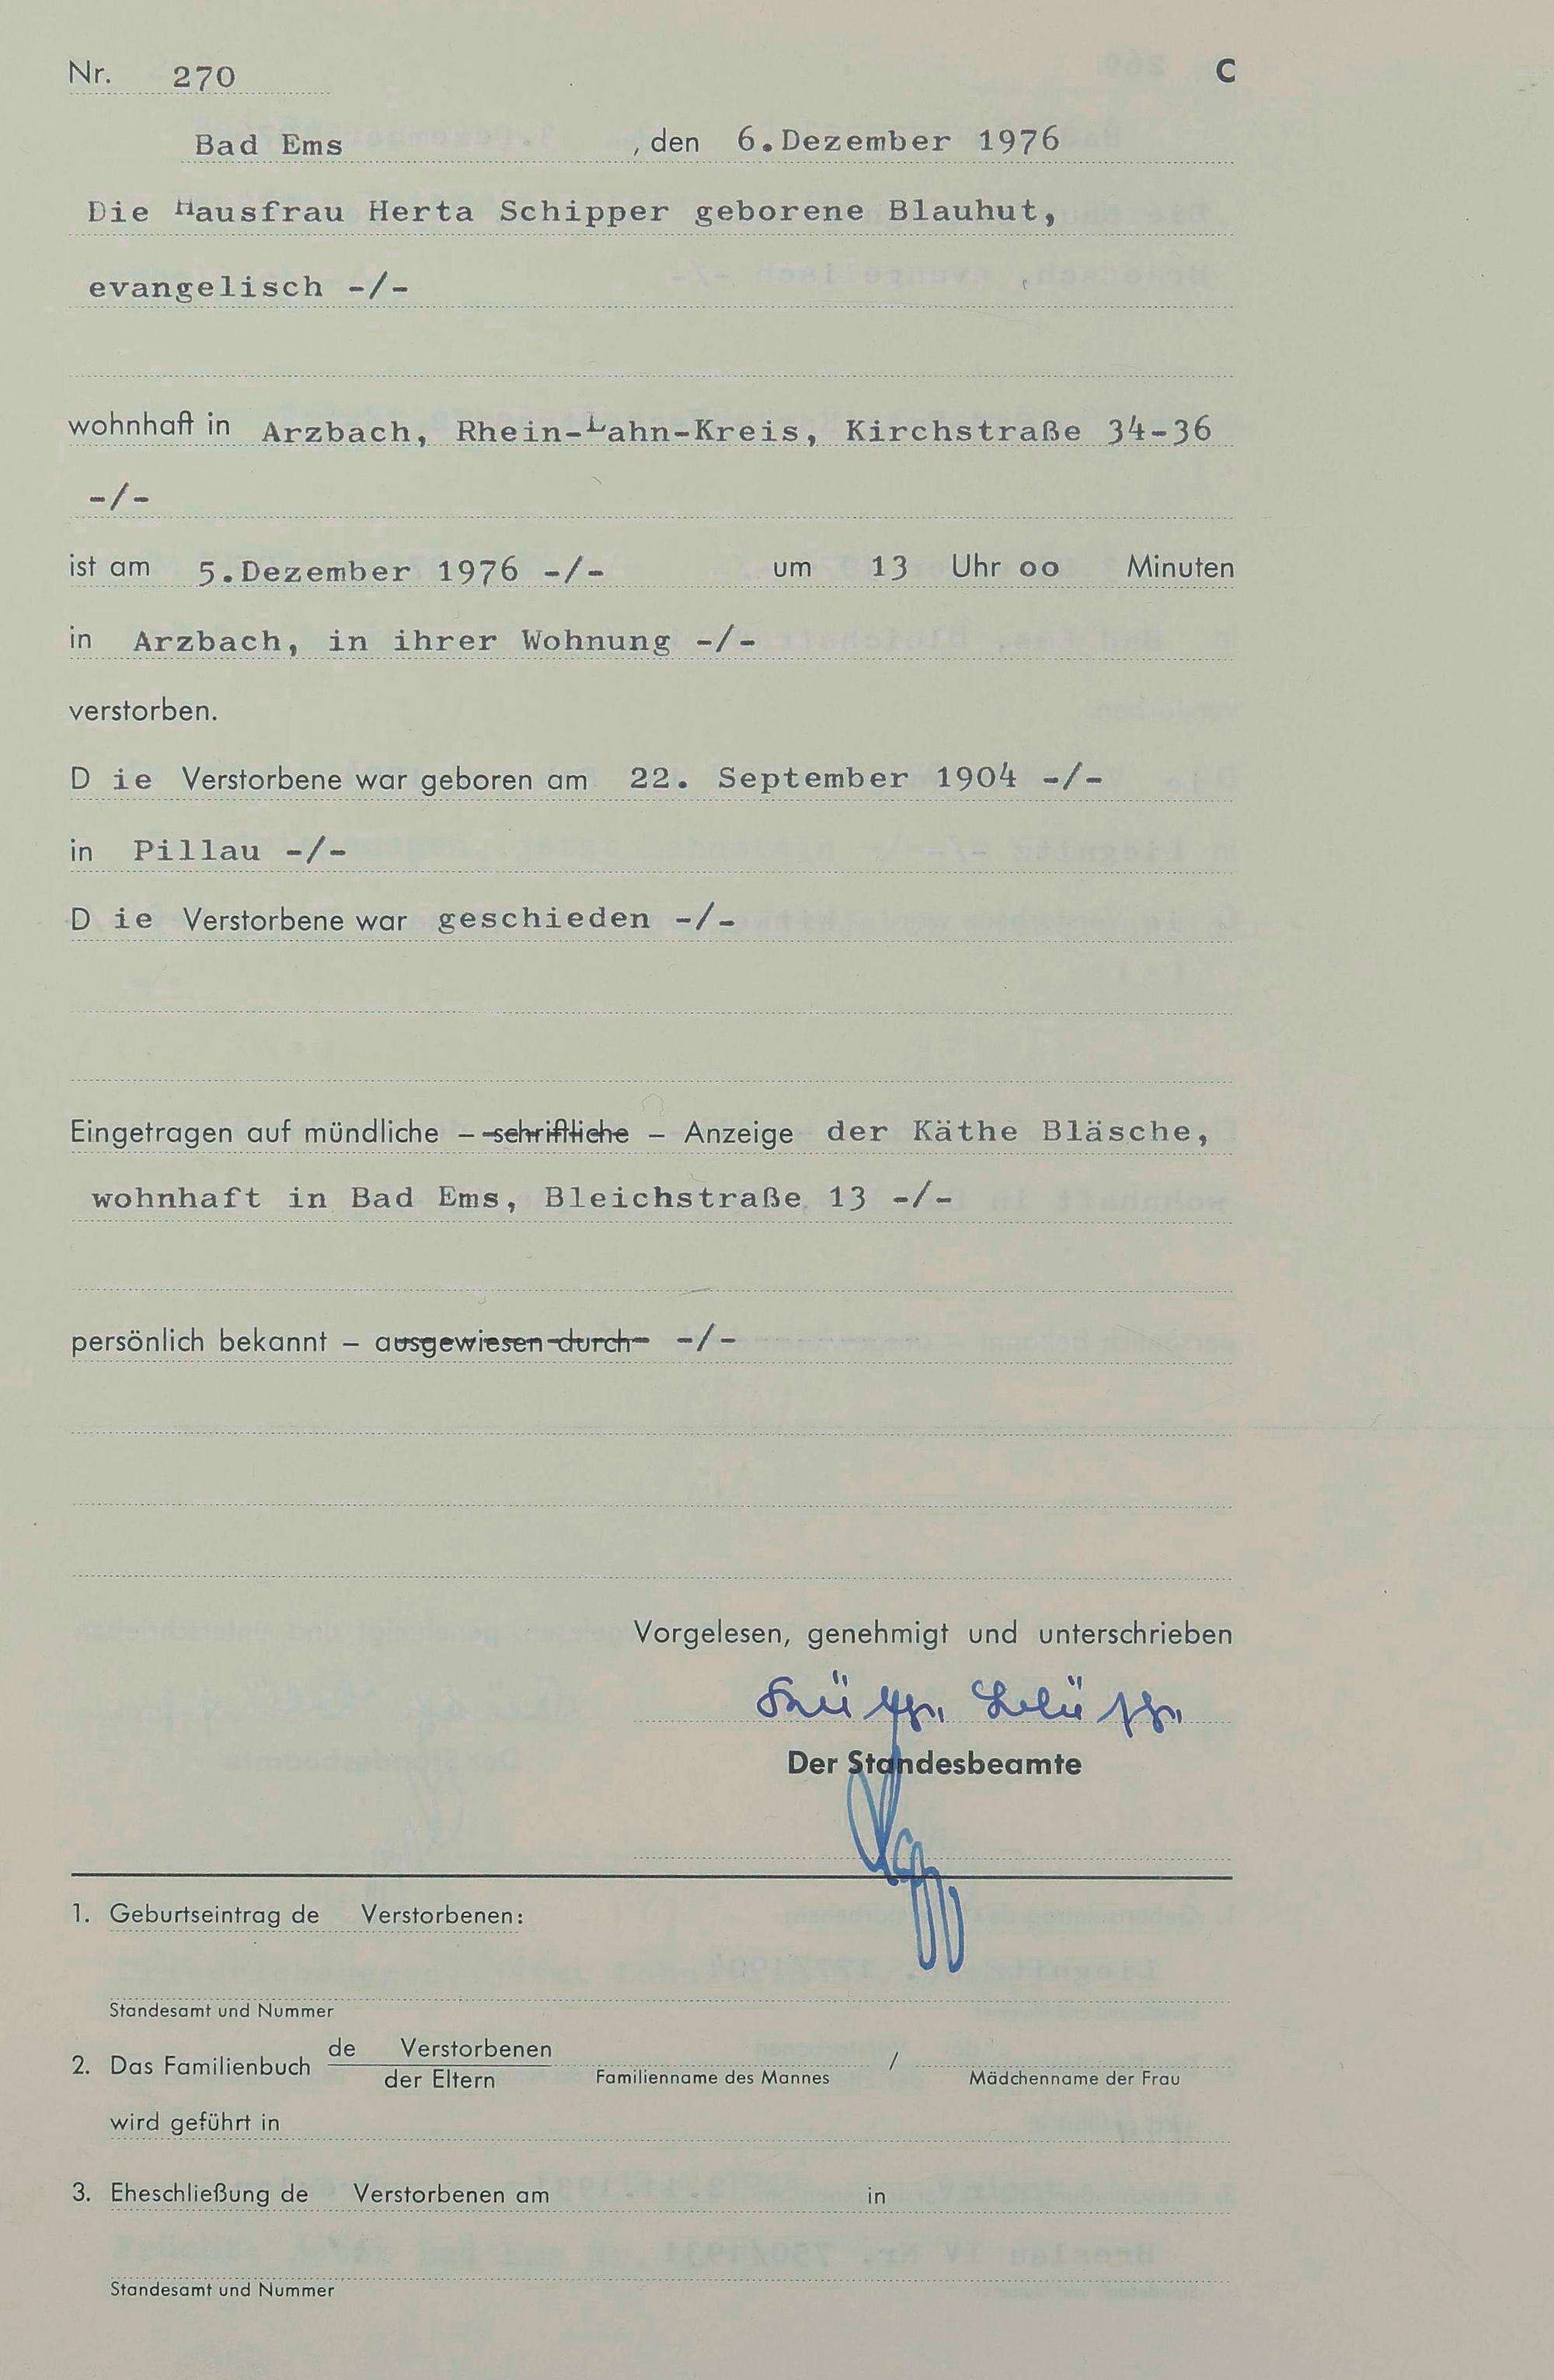 Nr. 270 C
Bad Ems , den 6.Dezember 1976
Die Hausfrau Herta Schipper geborene Blauhut,
evangelisch -/-
wohnhaft in Arzbach, Rhein-Lahn-Kreis, Kirchstraße 34-36
-/-
ist am 5.Dezember 1976 -/- um 13 Uhr oo Minuten
in Arzbach, in ihrer Wohnung -/-
verstorben.
D ie Verstorbene war geboren am 22. September 1904 -/-
in Pillau -/-
D ie Verstorbene war geschieden -/-
Eingetragen auf mündliche – schriftliche – Anzeige der Käthe Bläsche,
wohnhaft in Bad Ems, Bleichstraße 13 -/-
persönlich bekannt – ausgewiesen durch -/-
Vorgelesen, genehmigt und unterschrieben
Käthe Bläsche
Der Standesbeamte
1. Geburtseintrag de Verstorbenen:
Standesamt und Nummer
2. Das Familienbuch de Verstorbenen
der Eltern
/
Familienname des Mannes Mädchenname der Frau
wird geführt in
3. Eheschließung de Verstorbenen am in
Standesamt und Nummer